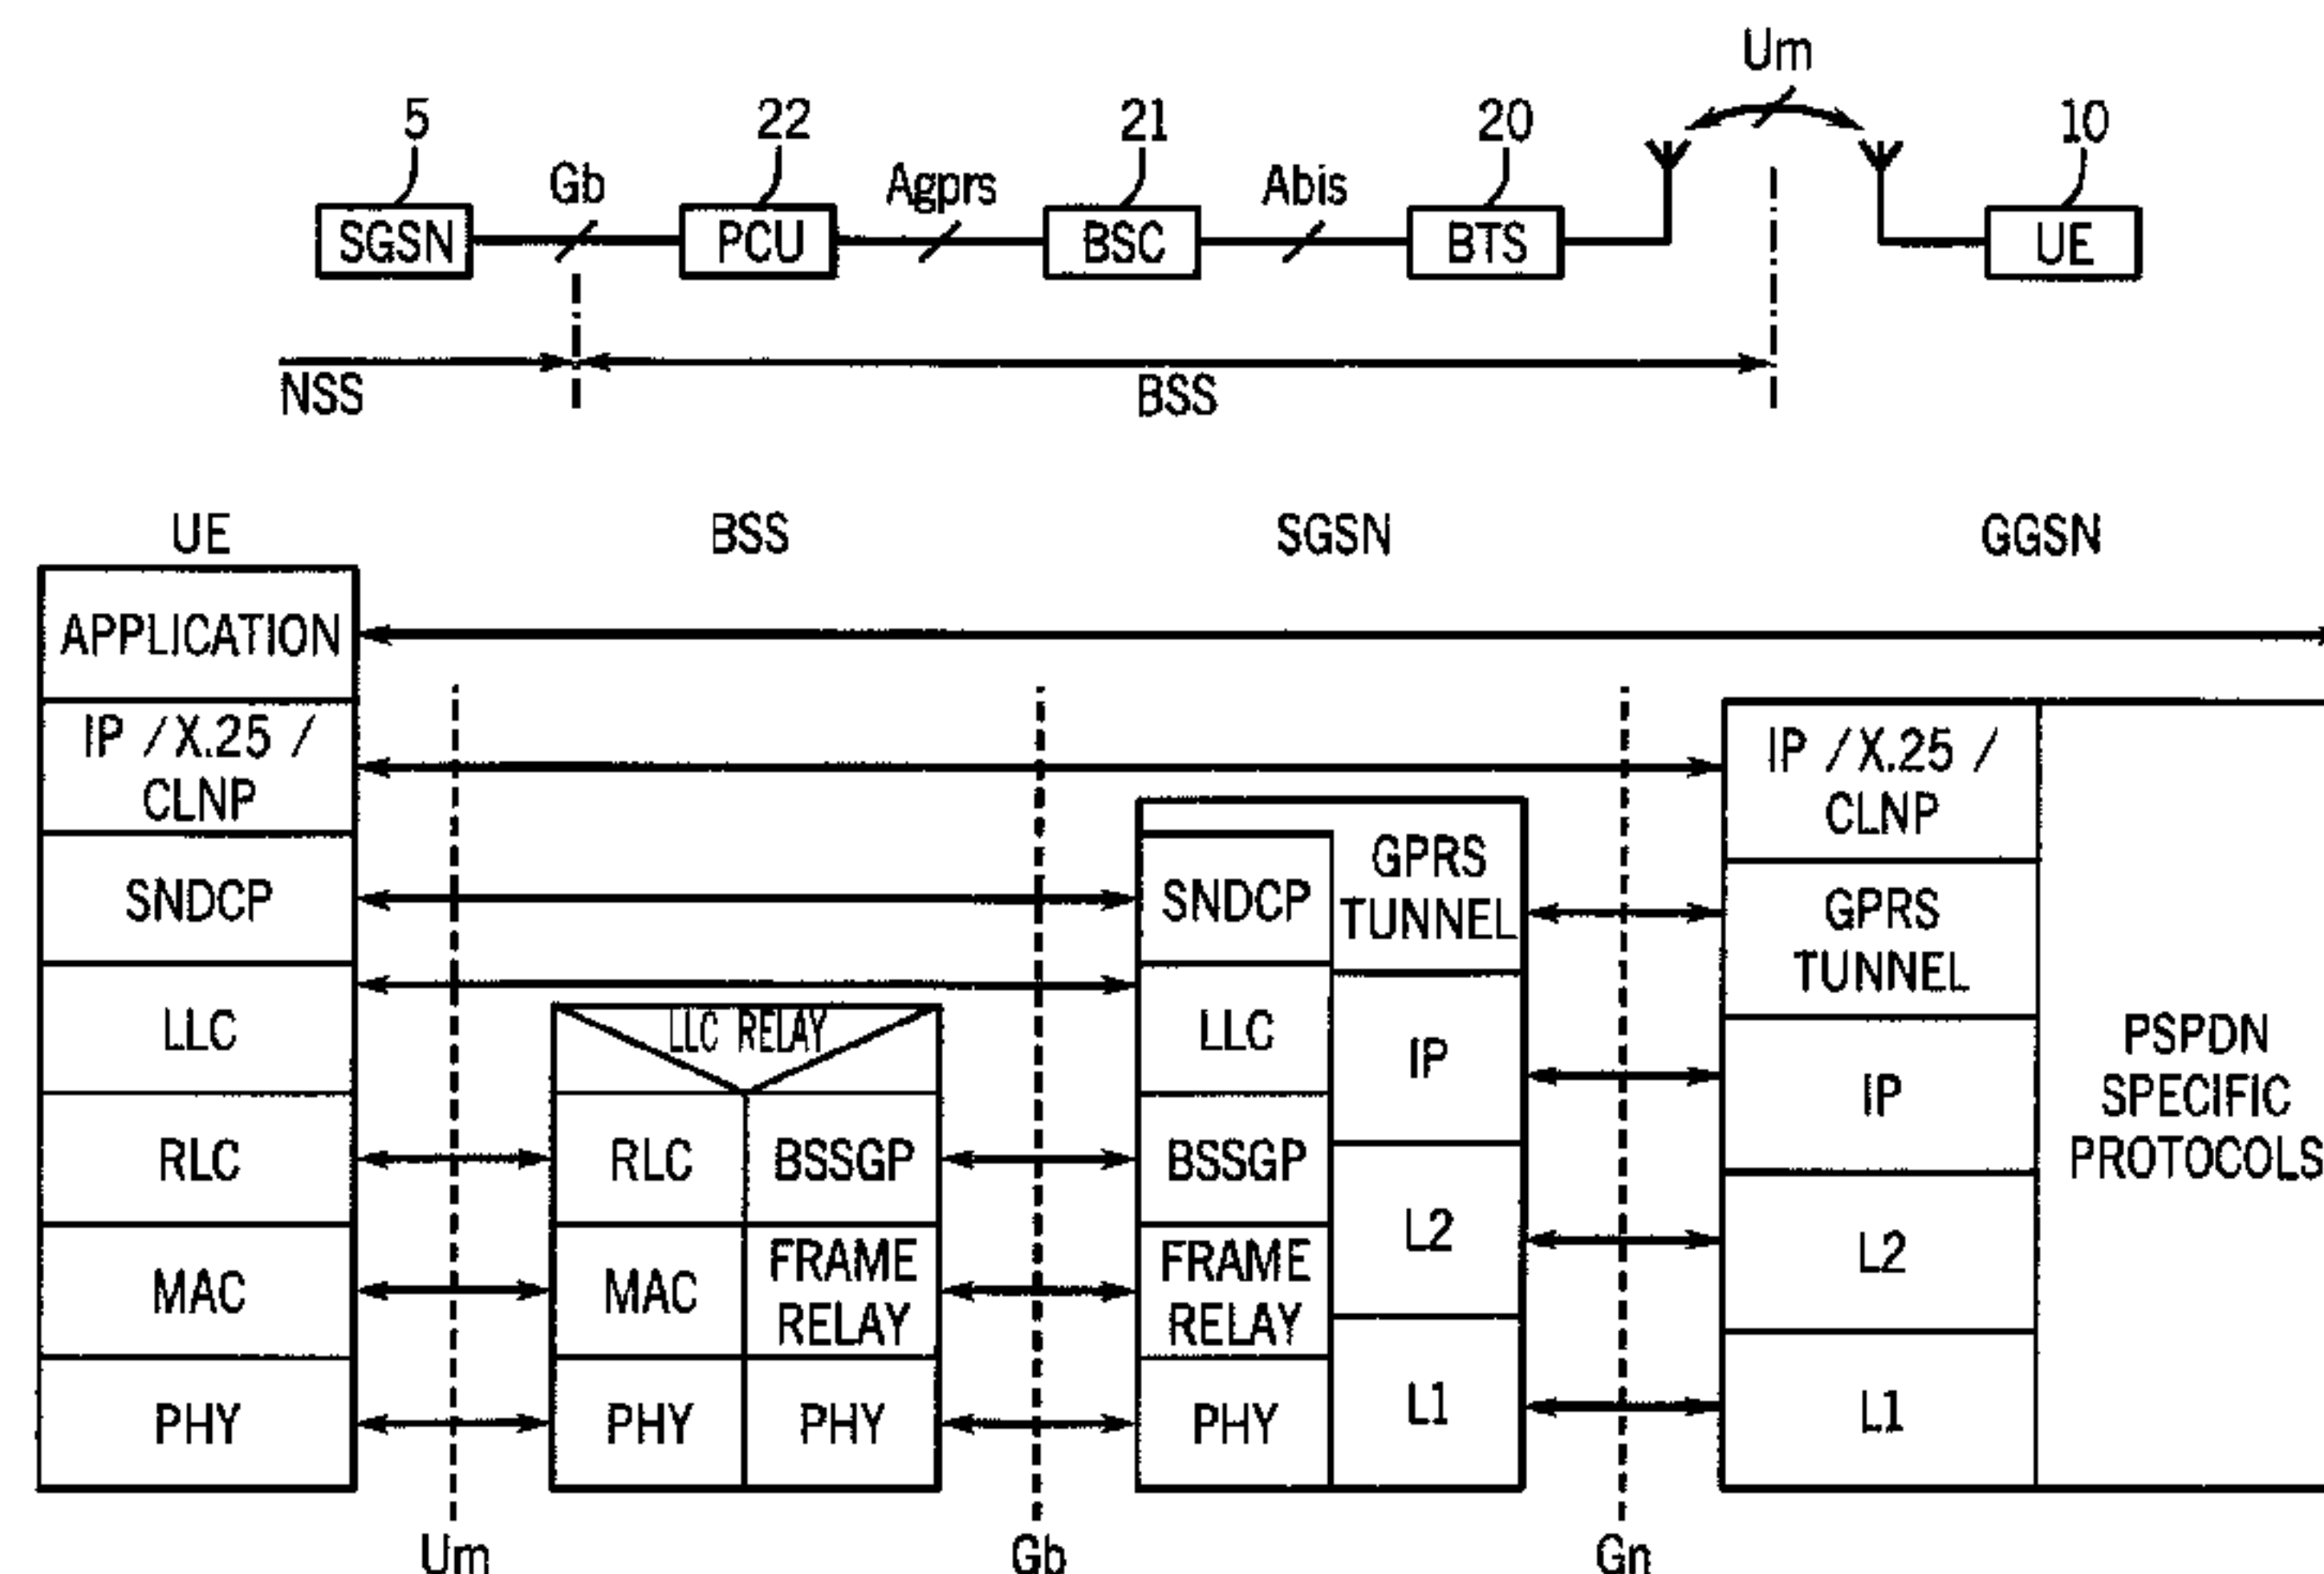 Um
5
22
21
20
10
Gb
Agprs
Abis
SGSN
PCU
BSC
BTS
UE
NSS
BSS
UE
BSS
SGSN
GGSN
APPLICATION
IP / X.25 /
CLNP
SNDCP
LLC
RLC
MAC
PHY
LLC RELAY
RLC
BSSGP
MAC
FRAME
RELAY
PHY
PHY
SNDCP
LLC
BSSGP
FRAME
RELAY
PHY
GPRS
TUNNEL
IP
L2
L1
IP / X.25 /
CLNP
GPRS
TUNNEL
IP
L2
L1
PSPDN
SPECIFIC
PROTOCOLS
Um
Gb
Gn